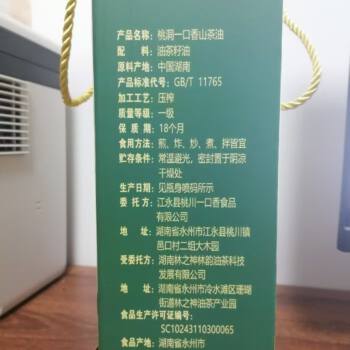 产品名称：桃洞一口香山茶油
配　　料：油茶籽油
原料产地：中国湖南
产品标准代号：GB/T 11765
加工工艺：压榨
质量等级：一级
保 质 期：18个月
食用方法：煎、炸、炒、煮、拌皆宜
贮存条件：常温避光，密封置于阴凉
干燥处
生产日期：见瓶身喷码所示
委 托 方：江永县桃川一口香食品
有限公司
地　　址：湖南省永州市江永县桃川镇
邑口村二组大木园
受委托方：湖南林之神林韵油茶科技
发展有限公司
地　　址：湖南省永州市冷水滩区珊瑚
街道林之神油茶产业园
食品生产许可证编号：
SC10243110300065
食品产地：湖南省永州市